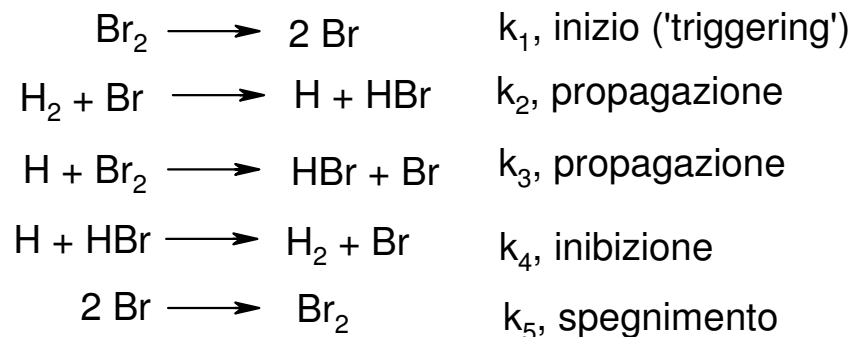 Br₂ ⟶ 2 Br k₁, inizio ('triggering')
H₂ + Br ⟶ H + HBr k₂, propagazione
H + Br₂ ⟶ HBr + Br k₃, propagazione
H + HBr ⟶ H₂ + Br k₄, inibizione
2 Br ⟶ Br₂ k₅, spegnimento